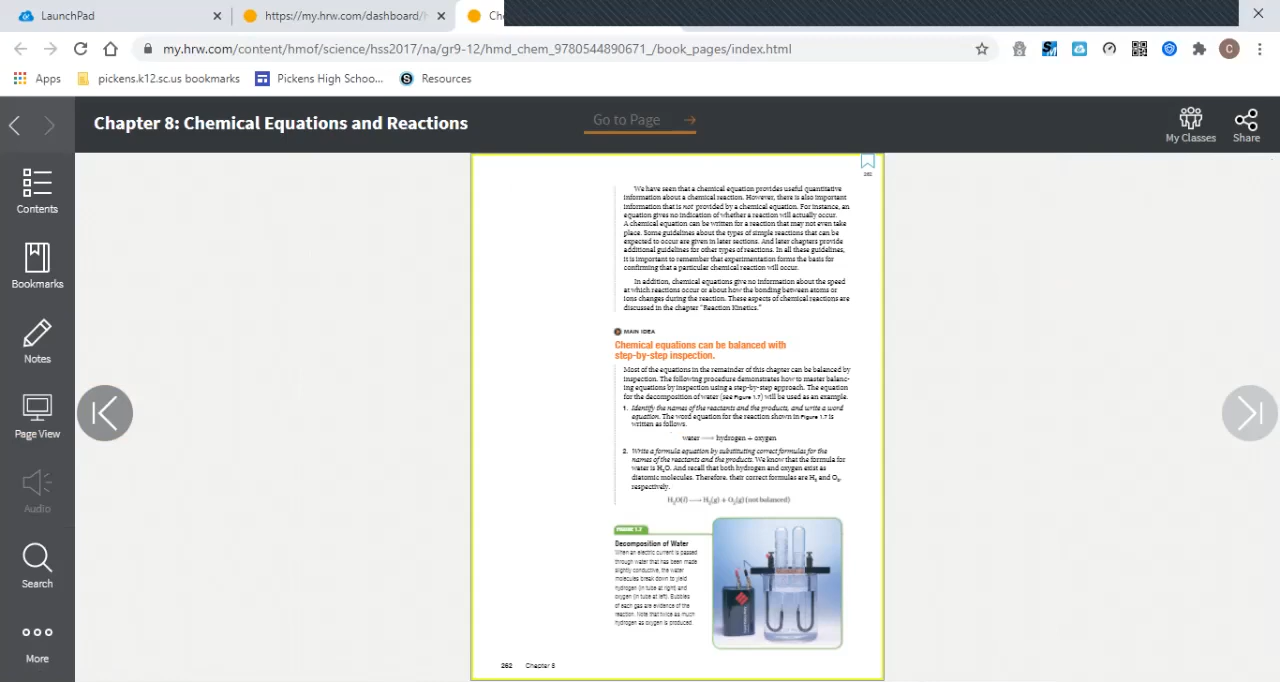 LaunchPad
https://my.hrw.com/dashboard/
my.hrw.com/content/hmof/science/hss2017/na/gr9-12/hmd_chem_9780544890671_/book_pages/index.html
C
Apps
pickens.k12.sc.us bookmarks
Pickens High Schoo...
Resources
Chapter 8: Chemical Equations and Reactions
Go to Page
My Classes
Share
Contents
Bookmarks
Notes
Page View
Audio
Search
More
262
We have seen that a chemical equation provides useful quantitative
information about a chemical reaction. However, there is also important
information that is not provided by a chemical equation. For instance, an
equation gives no indication of whether a reaction will actually occur.
A chemical equation can be written for a reaction that may not even take
place. Some guidelines about the types of simple reactions that can be
expected to occur are given in later sections. And later chapters provide
additional guidelines for other types of reactions. In all these guidelines,
it is important to remember that experimentation forms the basis for
confirming that a particular chemical reaction will occur.
In addition, chemical equations give no information about the speed
at which reactions occur or about how the bonding between atoms or
ions changes during the reaction. These aspects of chemical reactions are
discussed in the chapter "Reaction Kinetics."
MAIN IDEA
Chemical equations can be balanced with
step-by-step inspection.
Most of the equations in the remainder of this chapter can be balanced by
inspection. The following procedure demonstrates how to master balanc-
ing equations by inspection using a step-by-step approach. The equation
for the decomposition of water (see Figure 1.7) will be used as an example.
1. Identify the names of the reactants and the products, and write a word
equation. The word equation for the reaction shown in Figure 1.7 is
written as follows.
water ⟶ hydrogen + oxygen
2. Write a formula equation by substituting correct formulas for the
names of the reactants and the products. We know that the formula for
water is H₂O. And recall that both hydrogen and oxygen exist as
diatomic molecules. Therefore, their correct formulas are H₂ and O₂,
respectively.
H₂O(l) ⟶ H₂(g) + O₂(g) (not balanced)
FIGURE 1.7
Decomposition of Water
When an electric current is passed
through water that has been made
slightly conductive, the water
molecules break down to yield
hydrogen (in tube at right) and
oxygen (in tube at left). Bubbles
of each gas are evidence of the
reaction. Note that twice as much
hydrogen as oxygen is produced.
262 Chapter 8